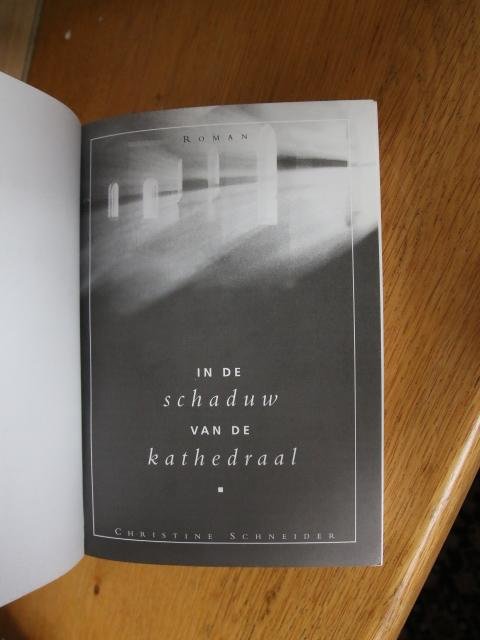 ROMAN
IN DE
schaduw
VAN DE
kathedraal
CHRISTINE SCHNEIDER